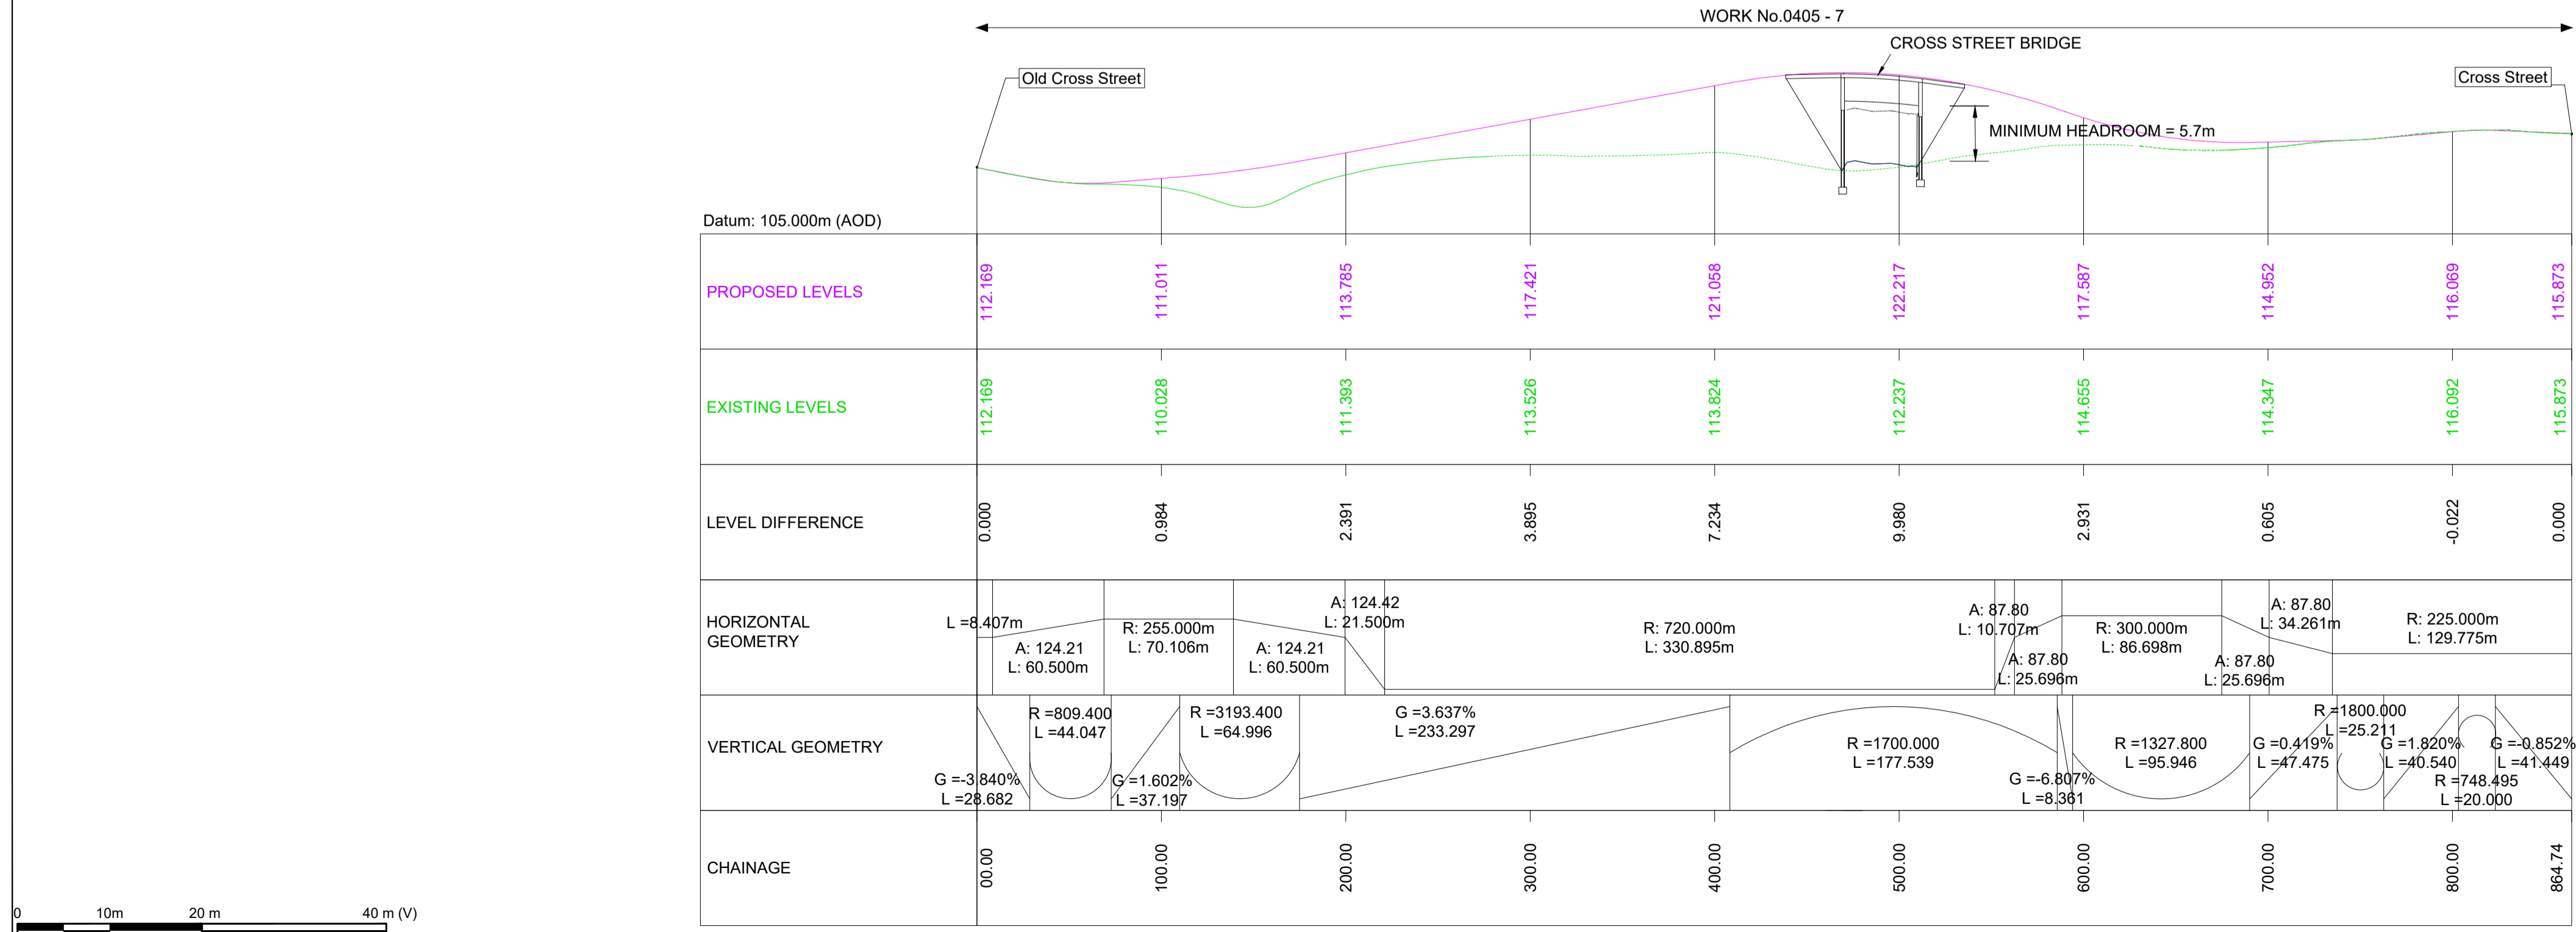 WORK No.0405 - 7
CROSS STREET BRIDGE
Old Cross Street
Cross Street
MINIMUM HEADROOM = 5.7m
Datum: 105.000m (AOD)
PROPOSED LEVELS
112.169
111.011
113.785
117.421
121.058
122.217
117.587
114.952
116.069
115.873
EXISTING LEVELS
112.169
110.028
111.393
113.526
113.824
112.237
114.655
114.347
116.092
115.873
LEVEL DIFFERENCE
0.000
0.984
2.391
3.895
7.234
9.980
2.931
0.605
-0.022
0.000
HORIZONTAL
GEOMETRY
L =8.407m
A: 124.21
L: 60.500m
R: 255.000m
L: 70.106m
A: 124.21
L: 60.500m
A: 124.42
L: 21.500m
R: 720.000m
L: 330.895m
A: 87.80
L: 10.707m
A: 87.80
L: 25.696m
R: 300.000m
L: 86.698m
A: 87.80
L: 25.696m
A: 87.80
L: 34.261m
R: 225.000m
L: 129.775m
VERTICAL GEOMETRY
G =-3.840%
L =28.682
R =809.400
L =44.047
G =1.602%
L =37.197
R =3193.400
L =64.996
G =3.637%
L =233.297
R =1700.000
L =177.539
G =-6.807%
L =8.361
R =1327.800
L =95.946
G =0.419%
L =47.475
R =1800.000
L =25.211
G =1.820%
L =40.540
R =748.495
L =20.000
G =-0.852%
L =41.449
CHAINAGE
00.00
100.00
200.00
300.00
400.00
500.00
600.00
700.00
800.00
864.74
0 10m 20 m 40 m (V)